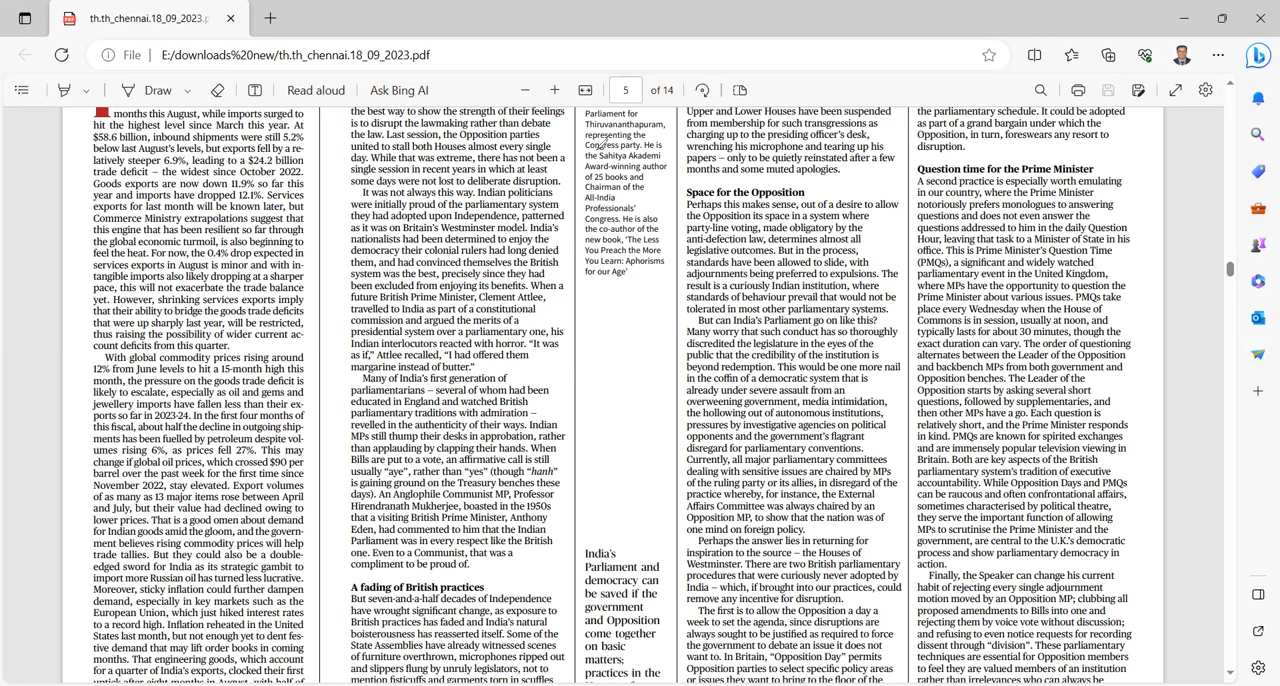 th.th_chennai.18_09_2023.p
File
E:/downloads%20new/th.th_chennai.18_09_2023.pdf
Draw
Read aloud
Ask Bing AI
5
of 14
months this August, while imports surged to
hit the highest level since March this year. At
$58.6 billion, inbound shipments were still 5.2%
below last August's levels, but exports fell by a re-
latively steeper 6.9%, leading to a $24.2 billion
trade deficit – the widest since October 2022.
Goods exports are now down 11.9% so far this
year and imports have dropped 12.1%. Services
exports for last month will be known later, but
Commerce Ministry extrapolations suggest that
this engine that has been resilient so far through
the global economic turmoil, is also beginning to
feel the heat. For now, the 0.4% drop expected in
services exports in August is minor and with in-
tangible imports also likely dropping at a sharper
pace, this will not exacerbate the trade balance
yet. However, shrinking services exports imply
that their ability to bridge the goods trade deficits
that were up sharply last year, will be restricted,
thus raising the possibility of wider current ac-
count deficits from this quarter.
With global commodity prices rising around
12% from June levels to hit a 15-month high this
month, the pressure on the goods trade deficit is
likely to escalate, especially as oil and gems and
jewellery imports have fallen less than their ex-
ports so far in 2023-24. In the first four months of
this fiscal, about half the decline in outgoing ship-
ments has been fuelled by petroleum despite vol-
umes rising 6%, as prices fell 27%. This may
change if global oil prices, which crossed $90 per
barrel over the past week for the first time since
November 2022, stay elevated. Export volumes
of as many as 13 major items rose between April
and July, but their value had declined owing to
lower prices. That is a good omen about demand
for Indian goods amid the gloom, and the govern-
ment believes rising commodity prices will help
trade tallies. But they could also be a double-
edged sword for India as its strategic gambit to
import more Russian oil has turned less lucrative.
Moreover, sticky inflation could further dampen
demand, especially in key markets such as the
European Union, which just hiked interest rates
to a record high. Inflation reheated in the United
States last month, but not enough yet to dent fes-
tive demand that may lift order books in coming
months. That engineering goods, which account
for a quarter of India's exports, clocked their first
uptick after eight months in August, with half of
the best way to show the strength of their feelings
is to disrupt the lawmaking rather than debate
the law. Last session, the Opposition parties
united to stall both Houses almost every single
day. While that was extreme, there has not been a
single session in recent years in which at least
some days were not lost to deliberate disruption.
It was not always this way. Indian politicians
were initially proud of the parliamentary system
they had adopted upon Independence, patterned
as it was on Britain's Westminster model. India's
nationalists had been determined to enjoy the
democracy their colonial rulers had long denied
them, and had convinced themselves the British
system was the best, precisely since they had
been excluded from enjoying its benefits. When a
future British Prime Minister, Clement Attlee,
travelled to India as part of a constitutional
commission and argued the merits of a
presidential system over a parliamentary one, his
Indian interlocutors reacted with horror. "It was
as if," Attlee recalled, "I had offered them
margarine instead of butter."
Many of India's first generation of
parliamentarians – several of whom had been
educated in England and watched British
parliamentary traditions with admiration –
revelled in the authenticity of their ways. Indian
MPs still thump their desks in approbation, rather
than applauding by clapping their hands. When
Bills are put to a vote, an affirmative call is still
usually "aye", rather than "yes" (though "hanh"
is gaining ground on the Treasury benches these
days). An Anglophile Communist MP, Professor
Hirendranath Mukherjee, boasted in the 1950s
that a visiting British Prime Minister, Anthony
Eden, had commented to him that the Indian
Parliament was in every respect like the British
one. Even to a Communist, that was a
compliment to be proud of.
A fading of British practices
But seven-and-a-half decades of Independence
have wrought significant change, as exposure to
British practices has faded and India's natural
boisterousness has reasserted itself. Some of the
State Assemblies have already witnessed scenes
of furniture overthrown, microphones ripped out
and slippers flung by unruly legislators, not to
mention fisticuffs and garments torn in scuffles
Parliament for
Thiruvananthapuram,
representing the
Congress party. He is
the Sahitya Akademi
Award-winning author
of 25 books and
Chairman of the
All-India
Professionals'
Congress. He is also
the co-author of the
new book, 'The Less
You Preach the More
You Learn: Aphorisms
for our Age'
India's
Parliament and
democracy can
be saved if the
government
and Opposition
come together
on basic
matters;
practices in the
Upper and Lower Houses have been suspended
from membership for such transgressions as
charging up to the presiding officer's desk,
wrenching his microphone and tearing up his
papers – only to be quietly reinstated after a few
months and some muted apologies.
Space for the Opposition
Perhaps this makes sense, out of a desire to allow
the Opposition its space in a system where
party-line voting, made obligatory by the
anti-defection law, determines almost all
legislative outcomes. But in the process,
standards have been allowed to slide, with
adjournments being preferred to expulsions. The
result is a curiously Indian institution, where
standards of behaviour prevail that would not be
tolerated in most other parliamentary systems.
But can India's Parliament go on like this?
Many worry that such conduct has so thoroughly
discredited the legislature in the eyes of the
public that the credibility of the institution is
beyond redemption. This would be one more nail
in the coffin of a democratic system that is
already under severe assault from an
overweening government, media intimidation,
the hollowing out of autonomous institutions,
pressures by investigative agencies on political
opponents and the government's flagrant
disregard for parliamentary conventions.
Currently, all major parliamentary committees
dealing with sensitive issues are chaired by MPs
of the ruling party or its allies, in disregard of the
practice whereby, for instance, the External
Affairs Committee was always chaired by an
Opposition MP, to show that the nation was of
one mind on foreign policy.
Perhaps the answer lies in returning for
inspiration to the source – the Houses of
Westminster. There are two British parliamentary
procedures that were curiously never adopted by
India – which, if brought into our practices, could
remove any incentive for disruption.
The first is to allow the Opposition a day a
week to set the agenda, since disruptions are
always sought to be justified as required to force
the government to debate an issue it does not
want to. In Britain, "Opposition Day" permits
Opposition parties to select specific policy areas
or issues they want to bring to the floor of the
the parliamentary schedule. It could be adopted
as part of a grand bargain under which the
Opposition, in turn, foreswears any resort to
disruption.
Question time for the Prime Minister
A second practice is especially worth emulating
in our country, where the Prime Minister
notoriously prefers monologues to answering
questions and does not even answer the
questions addressed to him in the daily Question
Hour, leaving that task to a Minister of State in his
office. This is Prime Minister's Question Time
(PMQs), a significant and widely watched
parliamentary event in the United Kingdom,
where MPs have the opportunity to question the
Prime Minister about various issues. PMQs take
place every Wednesday when the House of
Commons is in session, usually at noon, and
typically lasts for about 30 minutes, though the
exact duration can vary. The order of questioning
alternates between the Leader of the Opposition
and backbench MPs from both government and
Opposition benches. The Leader of the
Opposition starts by asking several short
questions, followed by supplementaries, and
then other MPs have a go. Each question is
relatively short, and the Prime Minister responds
in kind. PMQs are known for spirited exchanges
and are immensely popular television viewing in
Britain. Both are key aspects of the British
parliamentary system's tradition of executive
accountability. While Opposition Days and PMQs
can be raucous and often confrontational affairs,
sometimes characterised by political theatre,
they serve the important function of allowing
MPs to scrutinise the Prime Minister and the
government, are central to the U.K.'s democratic
process and show parliamentary democracy in
action.
Finally, the Speaker can change his current
habit of rejecting every single adjournment
motion moved by an Opposition MP; clubbing all
proposed amendments to Bills into one and
rejecting them by voice vote without discussion;
and refusing to even notice requests for recording
dissent through "division". These parliamentary
techniques are essential for Opposition members
to feel they are valued members of an institution
rather than irrelevances who can always be